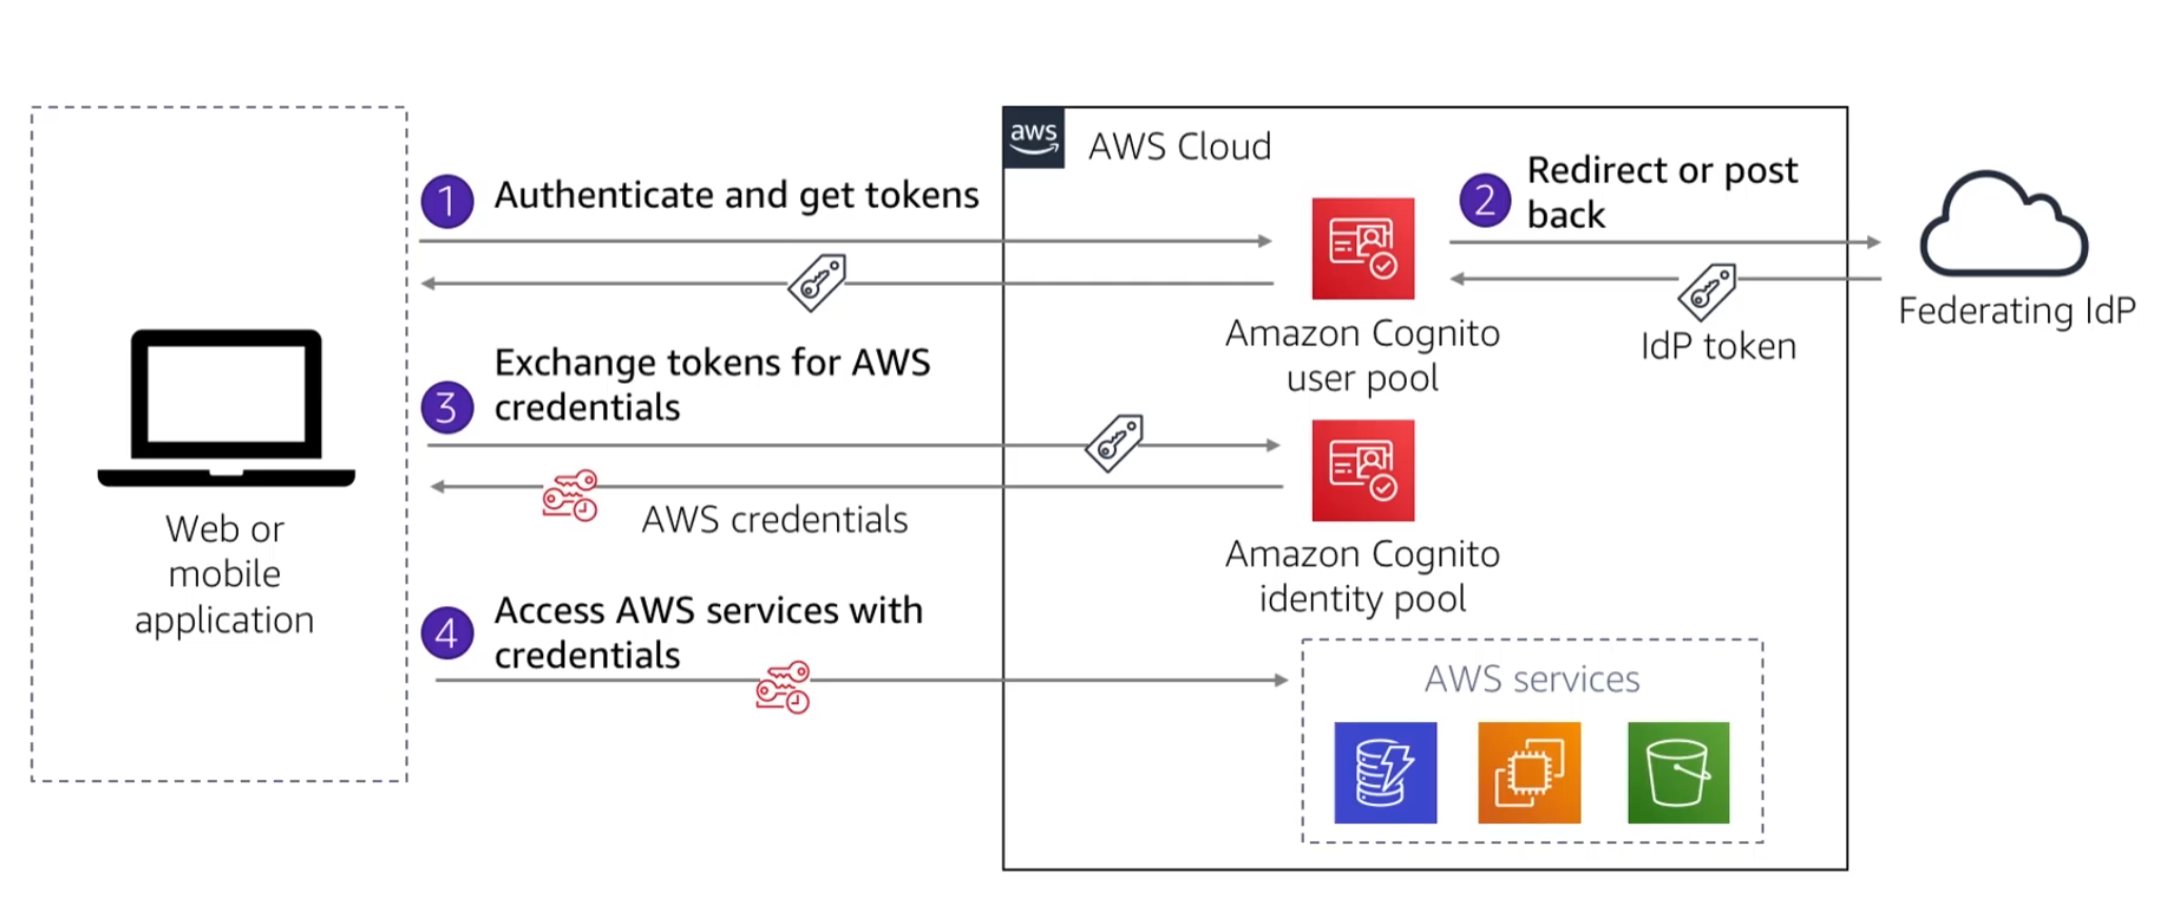 aws
AWS Cloud
1
Authenticate and get tokens
2
Redirect or post
back
Federating IdP
IdP token
Amazon Cognito
user pool
3
Exchange tokens for AWS
credentials
AWS credentials
Amazon Cognito
identity pool
Web or
mobile
application
4
Access AWS services with
credentials
AWS services